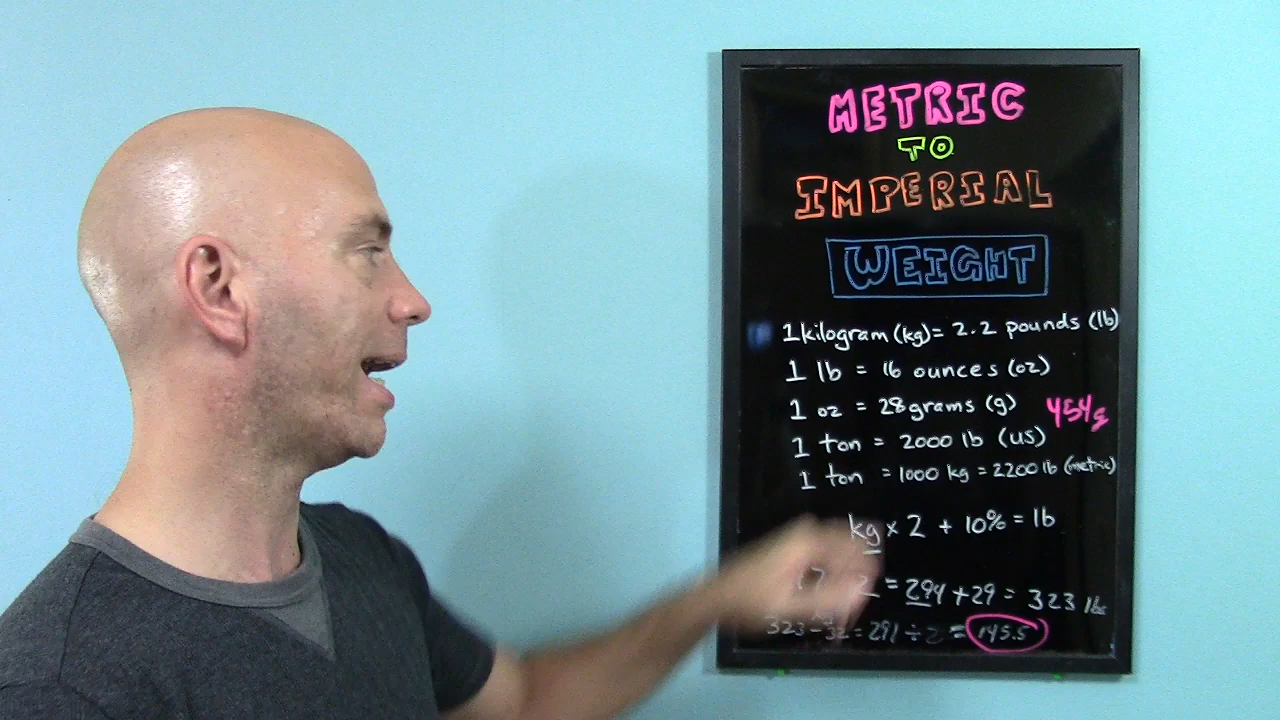 METRIC
TO
IMPERIAL
WEIGHT
1 kilogram (kg) = 2.2 pounds (lb)
1 lb = 16 ounces (oz)
1 oz = 28 grams (g) 454g
1 ton = 2000 lb (us)
1 ton = 1000 kg = 2200 lb (metric)
kg x 2 + 10% = lb
2 = 294 + 29 = 323 lbs
323 - 32 = 291 ÷ 2 = 145.5